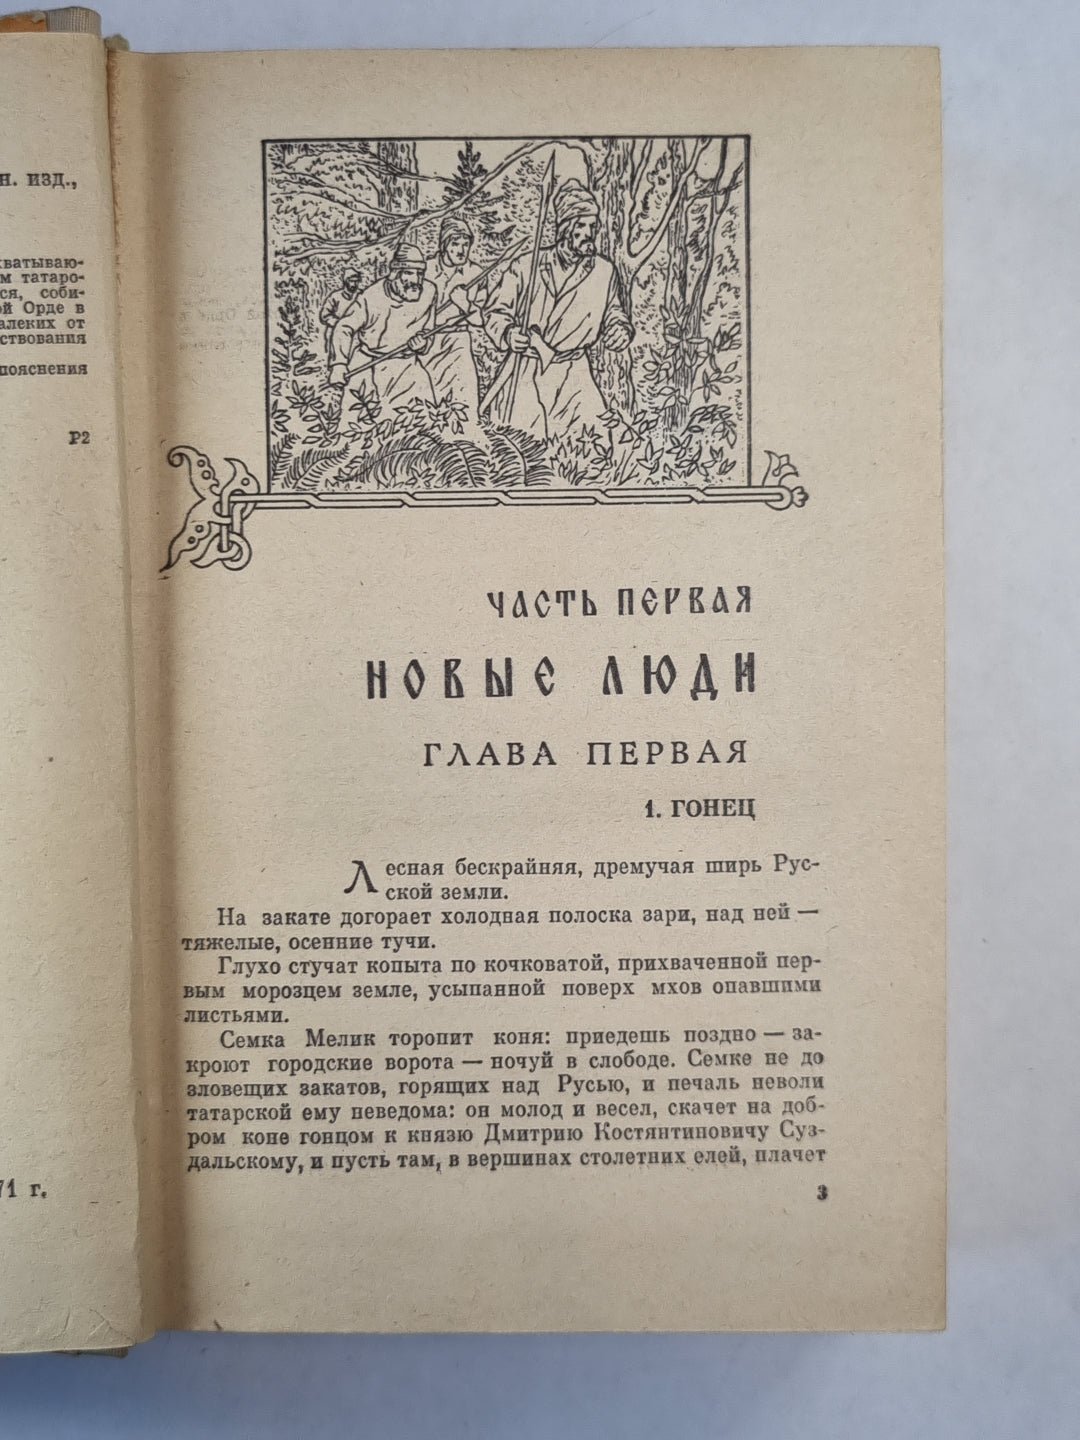 н. изд.,
хватываю-
м татаро-
ся, соби-
й Орде в
алеких от
ствования
пояснения
Р2
71 г.
ЧАСТЬ ПЕРВАЯ
НОВЫЕ ЛЮДИ
ГЛАВА ПЕРВАЯ
1. ГОНЕЦ
Лесная бескрайняя, дремучая ширь Рус-
ской земли.
На закате догорает холодная полоска зари, над ней —
тяжелые, осенние тучи.
Глухо стучат копыта по кочковатой, прихваченной пер-
вым морозцем земле, усыпанной поверх мхов опавшими
листьями.
Семка Мелик торопит коня: приедешь поздно — за-
кроют городские ворота — ночуй в слободе. Семке не до
зловещих закатов, горящих над Русью, и печаль неволи
татарской ему неведома: он молод и весел, скачет на доб-
ром коне гонцом к князю Дмитрию Костянтиновичу Суз-
дальскому, и пусть там, в вершинах столетних елей, плачет
3